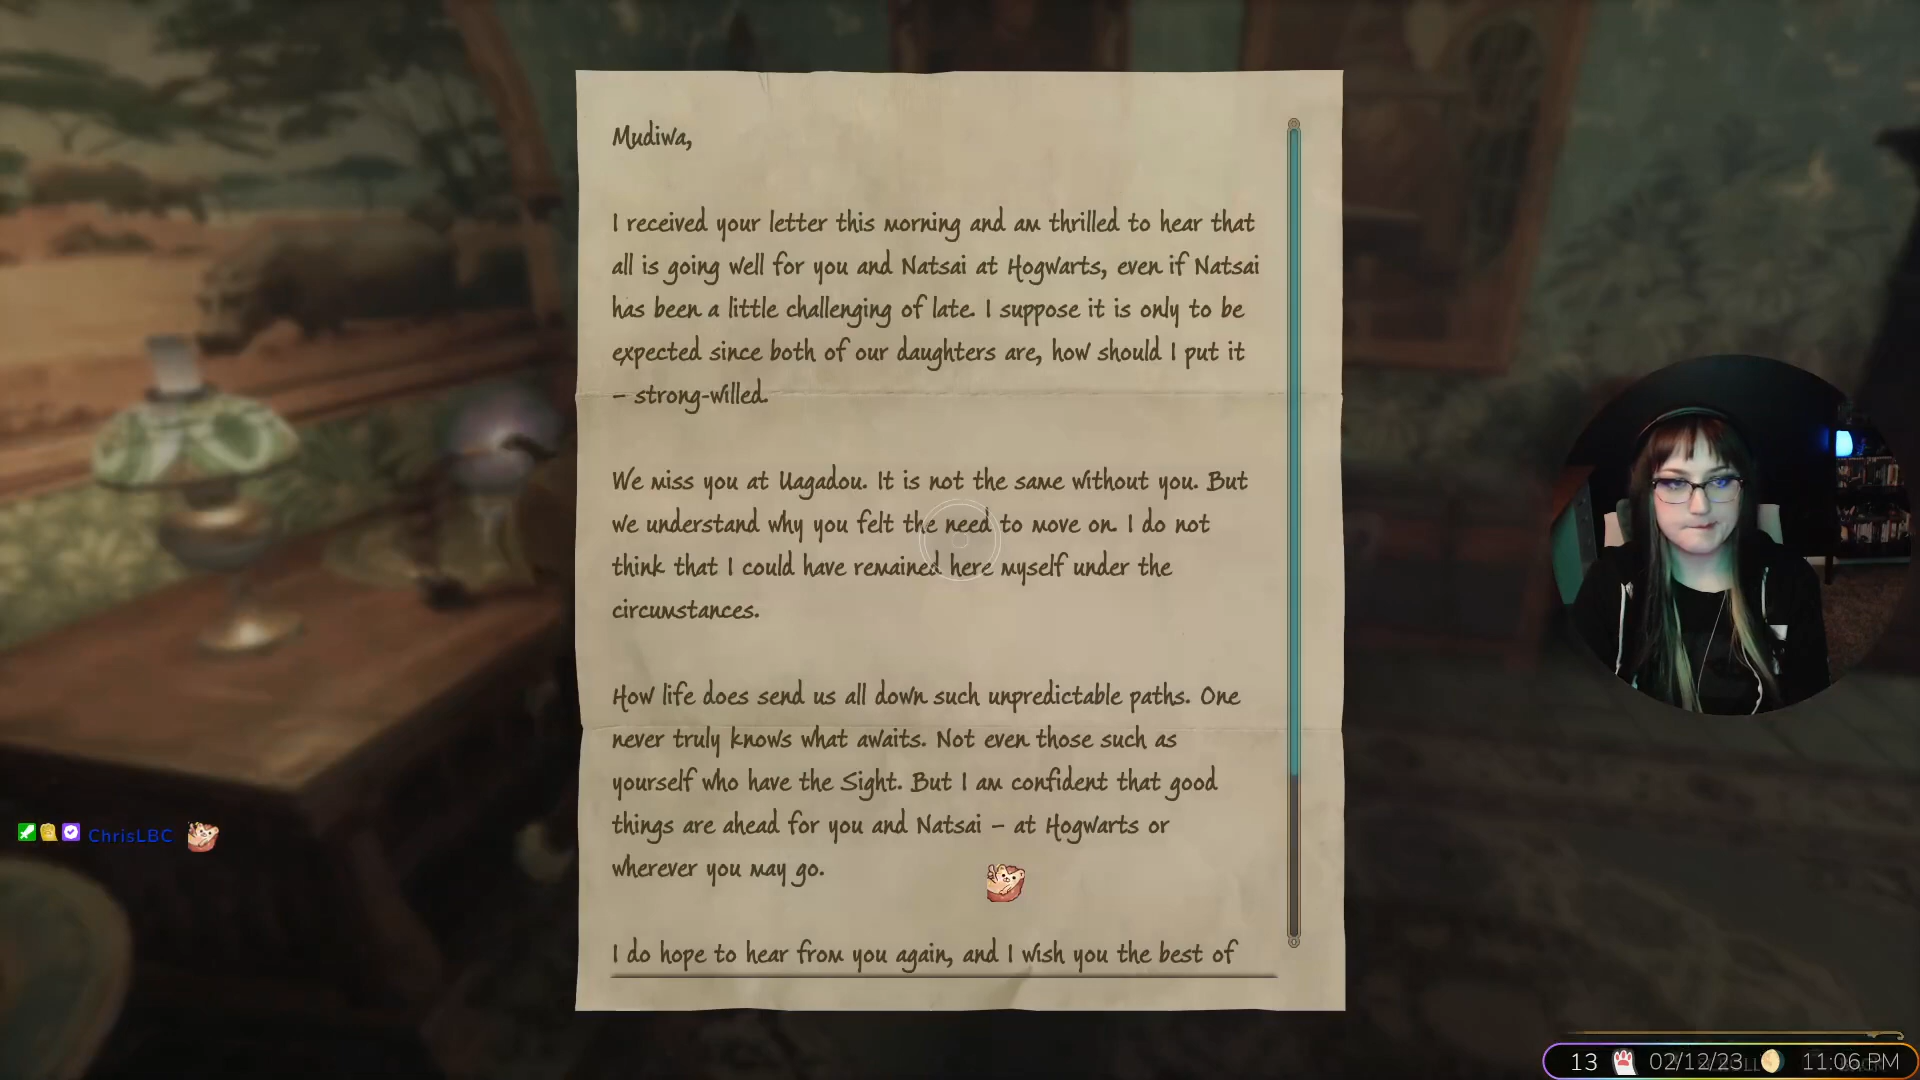 Mudiwa,
I received your letter this morning and am thrilled to hear that
all is going well for you and Natsai at Hogwarts, even if Natsai
has been a little challenging of late. I suppose it is only to be
expected since both of our daughters are, how should I put it
– strong-willed.
We miss you at Uagadou. It is not the same without you. But
we understand why you felt the need to move on. I do not
think that I could have remained here myself under the
circumstances.
How life does send us all down such unpredictable paths. One
never truly knows what awaits. Not even those such as
yourself who have the Sight. But I am confident that good
things are ahead for you and Natsai – at Hogwarts or
wherever you may go.
I do hope to hear from you again, and I wish you the best of
ChrisLBC
13 02/12/23 11:06 PM